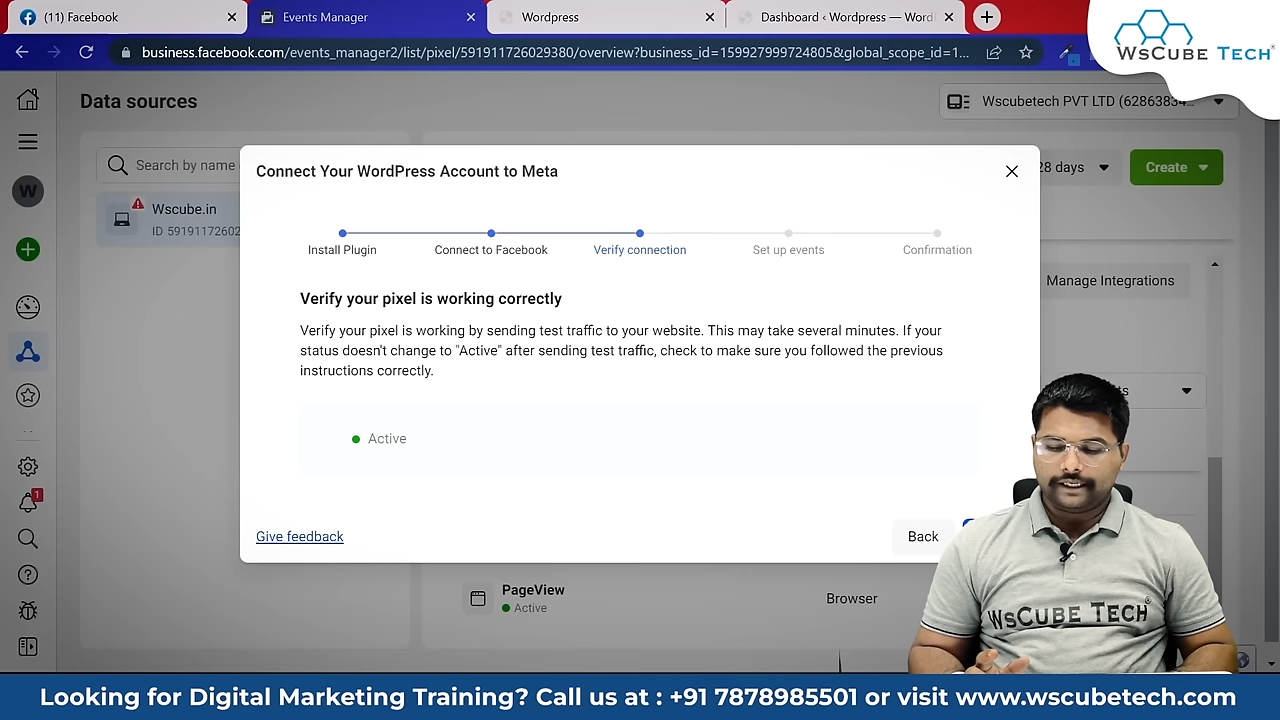 (11) Facebook
Events Manager
Wordpress
Dashboard ‹ Wordpress — Word
business.facebook.com/events_manager2/list/pixel/591911726029380/overview?business_id=159927999724805&global_scope_id=1...
WsCube Tech®
Data sources
Wscubetech PVT LTD (62863834...
Search by name
28 days
Create
W
Wscube.in
ID 5919117260
Connect Your WordPress Account to Meta
Install Plugin
Connect to Facebook
Verify connection
Set up events
Confirmation
Manage Integrations
Verify your pixel is working correctly
Verify your pixel is working by sending test traffic to your website. This may take several minutes. If your
status doesn't change to "Active" after sending test traffic, check to make sure you followed the previous
instructions correctly.
Active
1
Give feedback
Back
PageView
Active
Browser
WsCube Tech®
Looking for Digital Marketing Training? Call us at : +91 7878985501 or visit www.wscubetech.com